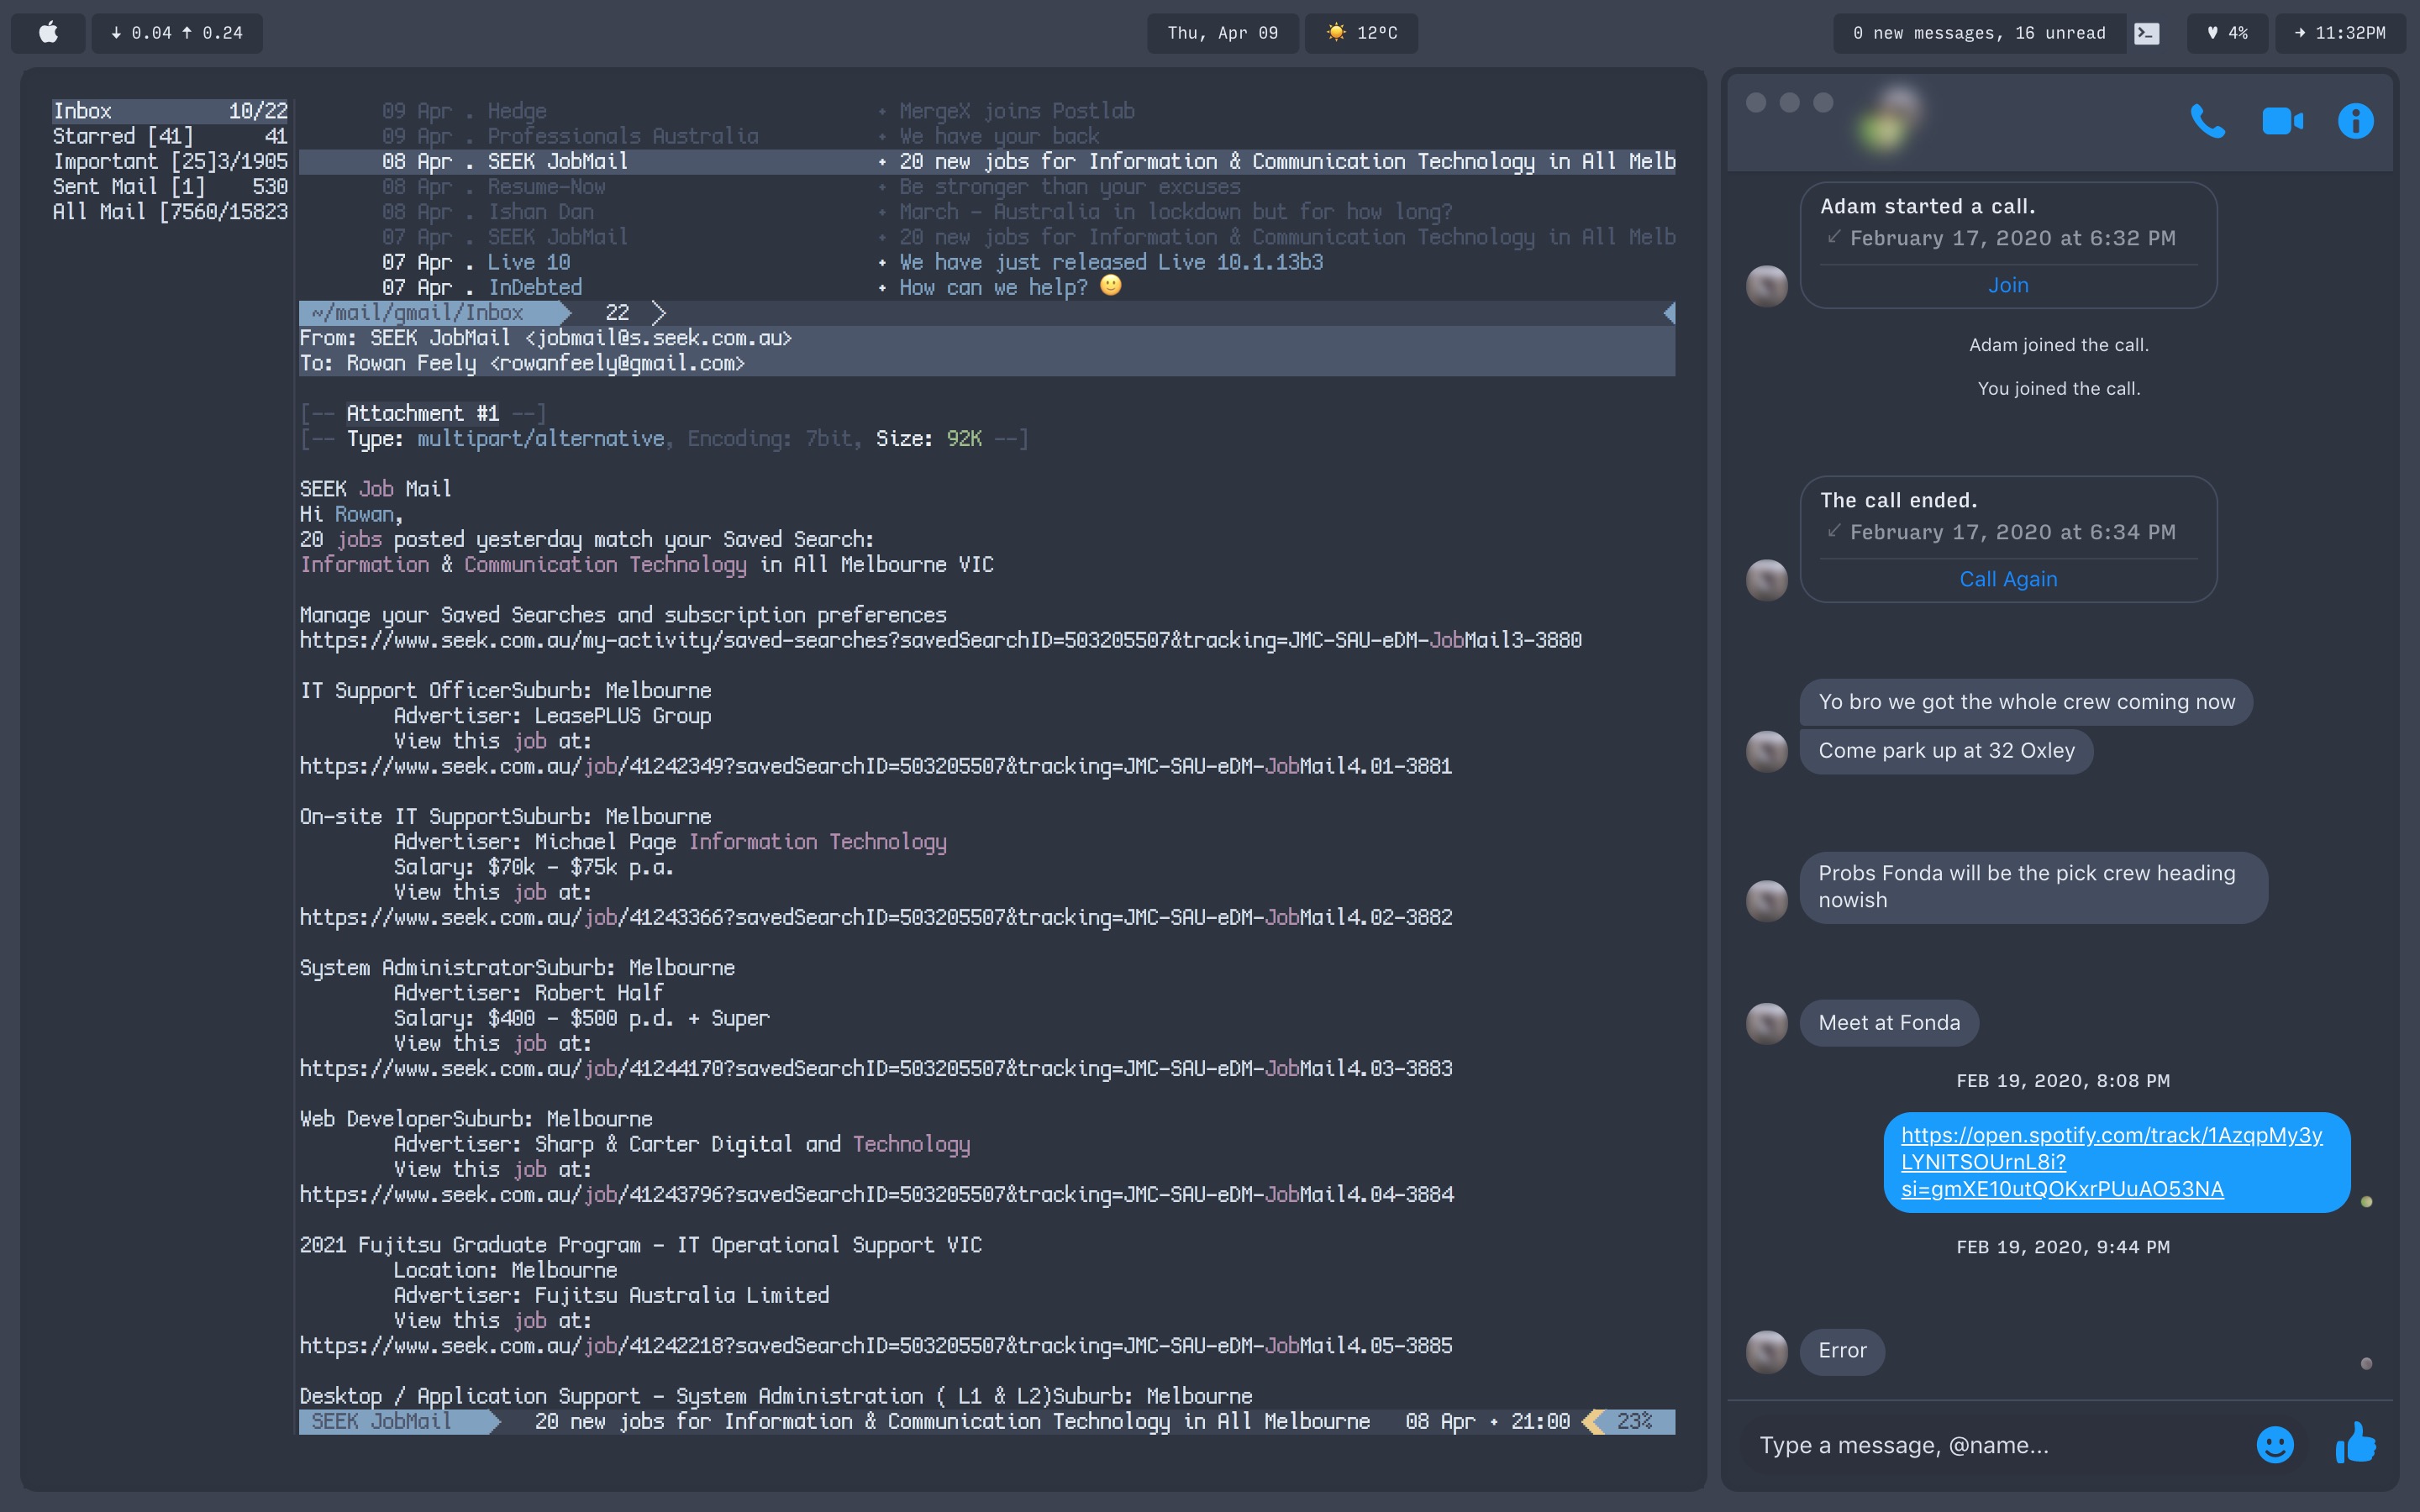 ↓ 0.04 ↑ 0.24
Thu, Apr 09
☀️ 12ºC
0 new messages, 16 unread
♥ 4%
→ 11:32PM
Inbox 10/22
Starred [41] 41
Important [25]3/1905
Sent Mail [1] 530
All Mail [7560/15823
09 Apr . Hedge ✦ MergeX joins Postlab
09 Apr . Professionals Australia ✦ We have your back
08 Apr . SEEK JobMail ✦ 20 new jobs for Information & Communication Technology in All Melb
08 Apr . Resume-Now ✦ Be stronger than your excuses
08 Apr . Ishan Dan ✦ March - Australia in lockdown but for how long?
07 Apr . SEEK JobMail ✦ 20 new jobs for Information & Communication Technology in All Melb
07 Apr . Live 10 ✦ We have just released Live 10.1.13b3
07 Apr . InDebted ✦ How can we help? 🙂
~/mail/gmail/Inbox 22
From: SEEK JobMail <jobmail@s.seek.com.au>
To: Rowan Feely <rowanfeely@gmail.com>
[-- Attachment #1 --]
[-- Type: multipart/alternative, Encoding: 7bit, Size: 92K --]
SEEK Job Mail
Hi Rowan,
20 jobs posted yesterday match your Saved Search:
Information & Communication Technology in All Melbourne VIC
Manage your Saved Searches and subscription preferences
https://www.seek.com.au/my-activity/saved-searches?savedSearchID=503205507&tracking=JMC-SAU-eDM-JobMail3-3880
IT Support OfficerSuburb: Melbourne
Advertiser: LeasePLUS Group
View this job at:
https://www.seek.com.au/job/41242349?savedSearchID=503205507&tracking=JMC-SAU-eDM-JobMail4.01-3881
On-site IT SupportSuburb: Melbourne
Advertiser: Michael Page Information Technology
Salary: $70k - $75k p.a.
View this job at:
https://www.seek.com.au/job/41243366?savedSearchID=503205507&tracking=JMC-SAU-eDM-JobMail4.02-3882
System AdministratorSuburb: Melbourne
Advertiser: Robert Half
Salary: $400 - $500 p.d. + Super
View this job at:
https://www.seek.com.au/job/41244170?savedSearchID=503205507&tracking=JMC-SAU-eDM-JobMail4.03-3883
Web DeveloperSuburb: Melbourne
Advertiser: Sharp & Carter Digital and Technology
View this job at:
https://www.seek.com.au/job/41243796?savedSearchID=503205507&tracking=JMC-SAU-eDM-JobMail4.04-3884
2021 Fujitsu Graduate Program - IT Operational Support VIC
Location: Melbourne
Advertiser: Fujitsu Australia Limited
View this job at:
https://www.seek.com.au/job/41242218?savedSearchID=503205507&tracking=JMC-SAU-eDM-JobMail4.05-3885
Desktop / Application Support - System Administration ( L1 & L2)Suburb: Melbourne
SEEK JobMail 20 new jobs for Information & Communication Technology in All Melbourne 08 Apr ✦ 21:00 23%
Adam started a call.
↙ February 17, 2020 at 6:32 PM
Join
Adam joined the call.
You joined the call.
The call ended.
↙ February 17, 2020 at 6:34 PM
Call Again
Yo bro we got the whole crew coming now
Come park up at 32 Oxley
Probs Fonda will be the pick crew heading
nowish
Meet at Fonda
FEB 19, 2020, 8:08 PM
https://open.spotify.com/track/1AzqpMy3y
LYNITSOUrnL8i?
si=gmXE10utQOKxrPUuAO53NA
FEB 19, 2020, 9:44 PM
Error
Type a message, @name...